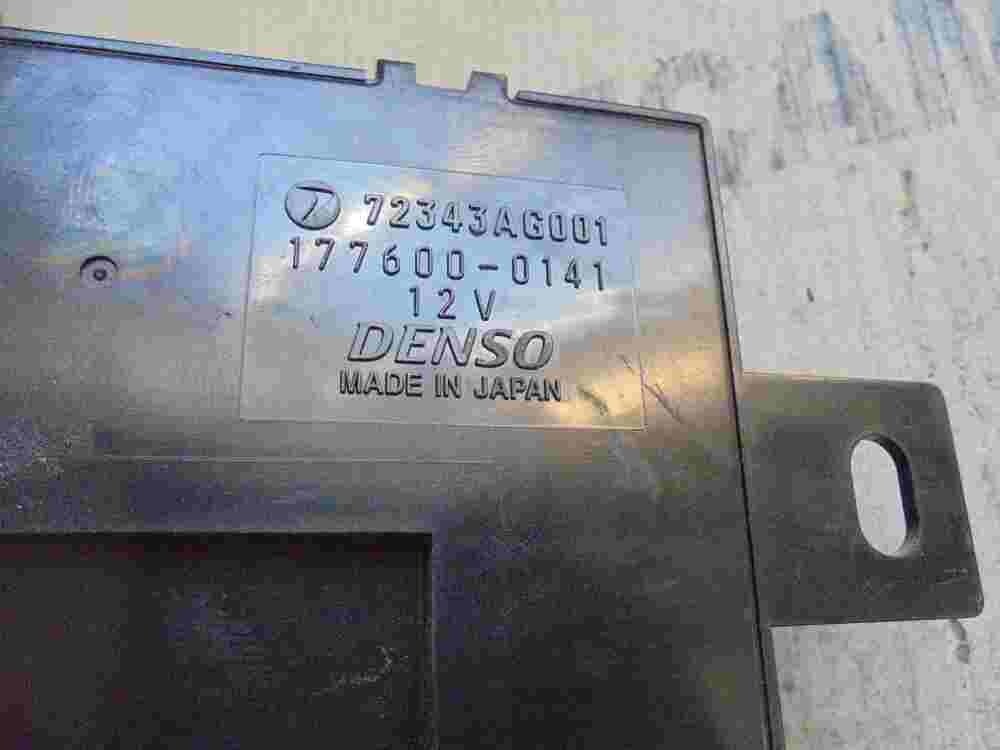 72343AG001
177600-0141
12V
DENSO
MADE IN JAPAN